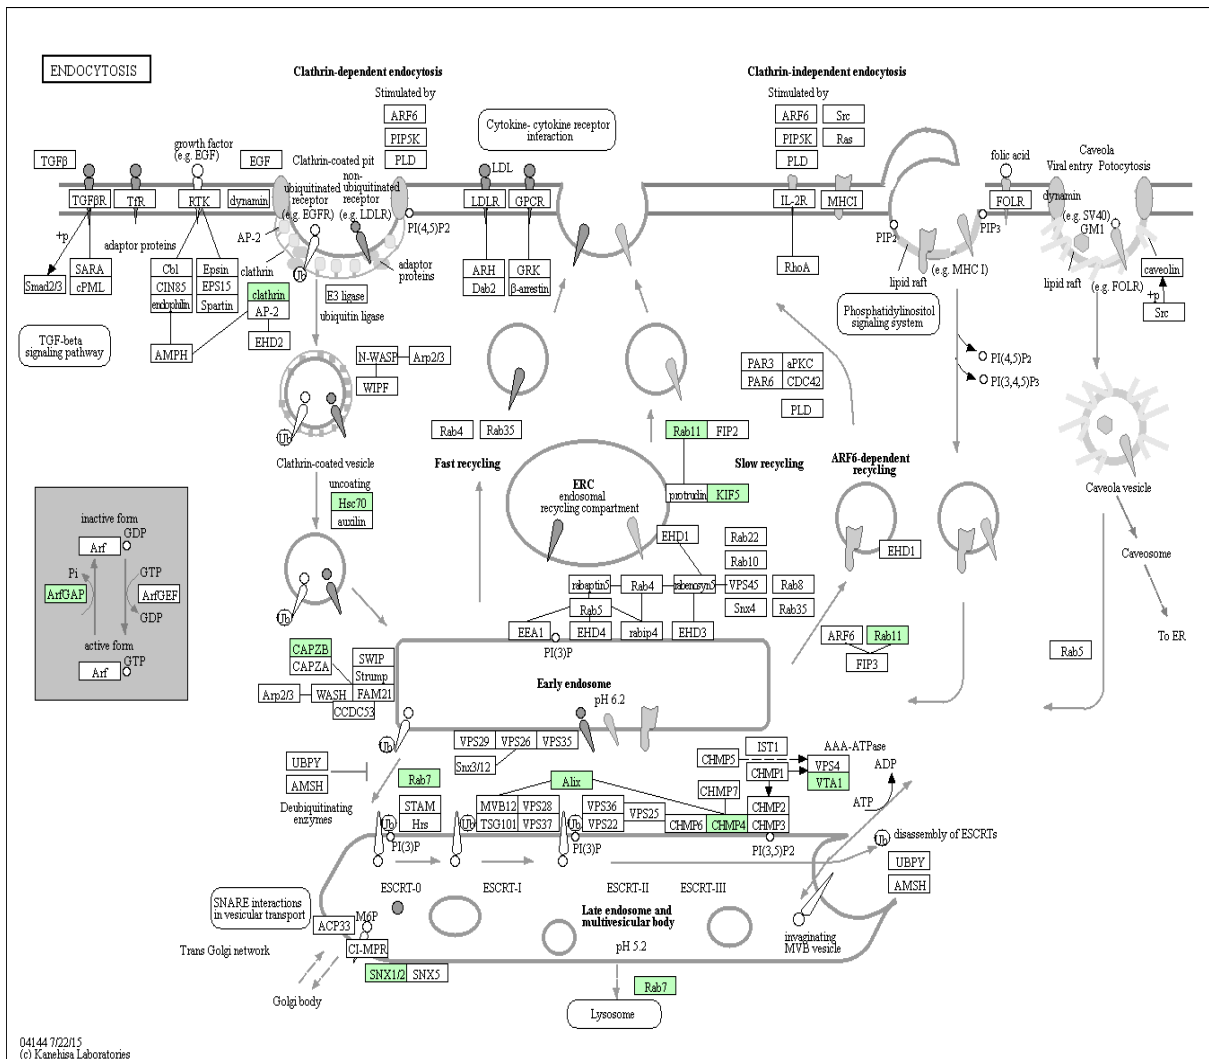 ENDOCYTOSIS
Clathrin-dependent endocytosis
Stimulated by
ARF6
PIP5K
PLD
Cytokine- cytokine receptor
interaction
Clathrin-independent endocytosis
Stimulated by
ARF6
Src
PIP5K
Ras
PLD
TGFβ
growth factor
(e.g. EGF)
EGF
Clathrin-coated pit
ubiquitinated
receptor
(e.g. EGFR)
non-
ubiquitinated
receptor
(e.g. LDLR)
LDL
folic acid
Caveola
Viral entry
Potocytosis
TGFβR
TfR
RTK
dynamin
LDLR
GPCR
IL-2R
MHCI
FOLR
dynamin
(e.g. SV40)
GM1
PI(4,5)P2
PIP2
PIP3
+p
adaptor proteins
AP-2
clathrin
Ub
adaptor
proteins
SARA
cPML
Smad2/3
Cbl
CIN85
endophilin
Epsin
EPS15
Spartin
clathrin
AP-2
EHD2
AMPH
E3 ligase
ubiquitin ligase
ARH
Dab2
GRK
β-arrestin
RhoA
(e.g. MHC I)
lipid raft
lipid raft
(e.g. FOLR)
caveolin
+p
Src
TGF-beta
signaling pathway
Phosphatidylinositol
signaling system
PI(4,5)P2
PI(3,4,5)P3
N-WASP
Arp2/3
WIPF
PAR3
aPKC
PAR6
CDC42
PLD
Ub
Clathrin-coated vesicle
Rab4
Rab35
Fast recycling
Rab11
FIP2
Slow recycling
ARF6-dependent
recycling
uncoating
Hsc70
auxilin
ERC
endosomal
recycling compartment
protrudin
KIF5
Caveola vesicle
EHD1
Rab22
Rab10
EHD1
Caveosome
inactive form
Arf
GDP
Pi
GTP
ArfGAP
ArfGEF
GDP
active form
Arf
GTP
Ub
rabaptin5
Rab4
rabenosyn5
VPS45
Rab8
Rab5
Snx4
Rab35
EEA1
EHD4
rabip4
EHD3
PI(3)P
ARF6
Rab11
FIP3
Rab5
To ER
CAPZB
CAPZA
SWIP
Strump
Arp2/3
WASH
FAM21
CCDC53
Early endosome
pH 6.2
Ub
VPS29
VPS26
VPS35
Snx3/12
UBPY
AMSH
Deubiquitinating
enzymes
Rab7
Alix
IST1
CHMP5
CHMP1
AAA-ATPase
VPS4
VTA1
ADP
ATP
CHMP7
CHMP2
CHMP3
STAM
Hrs
MVB12
VPS28
TSG101
VPS37
VPS36
VPS22
VPS25
CHMP6
CHMP4
Ub
Ub
Ub
PI(3)P
PI(3)P
PI(3,5)P2
Ub
disassembly of ESCRTs
UBPY
AMSH
ESCRT-0
ESCRT-I
ESCRT-II
ESCRT-III
SNARE interactions
in vesicular transport
Late endosome and
multivesicular body
pH 5.2
invaginating
MVB vesicle
ACP33
M6P
CI-MPR
Trans Golgi network
SNX1/2
SNX5
Golgi body
Rab7
Lysosome
04144 7/22/15
(c) Kanehisa Laboratories